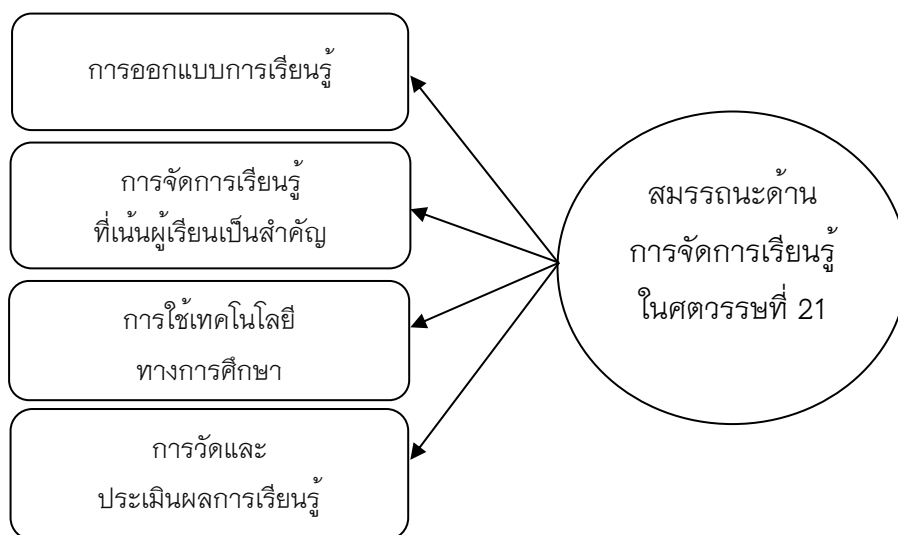 การออกแบบการเรียนรู้
การจัดการเรียนรู้
ที่เน้นผู้เรียนเป็นสำคัญ
การใช้เทคโนโลยี
ทางการศึกษา
การวัดและ
ประเมินผลการเรียนรู้
สมรรถนะด้าน
การจัดการเรียนรู้
ในศตวรรษที่ 21